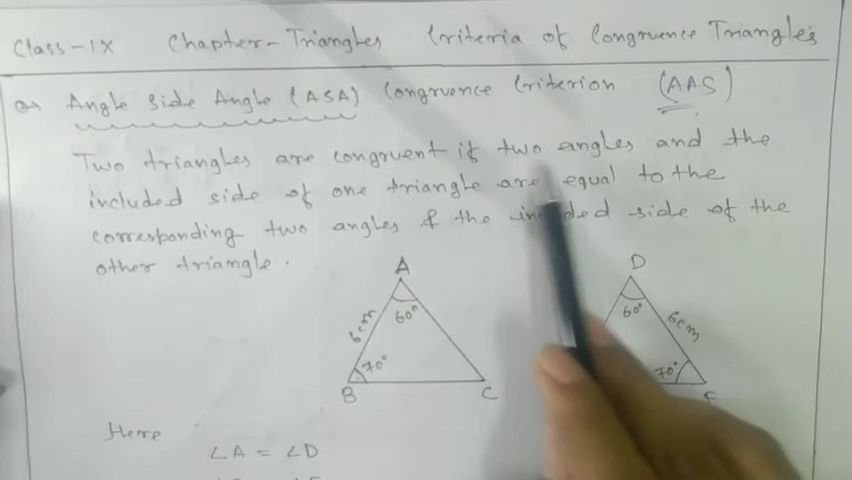 Class-IX Chapter-Triangles Criteria of Congruence Triangles
Angle Side Angle (ASA) Congruence Criterion (AAS)
Two triangles are congruent if two angles and the
included side of one triangle are equal to the
corresponding two angles & the included side of the
other triangle.
A
60°
6cm
70°
B
C
D
60°
6cm
70°
Here
∠A = ∠D